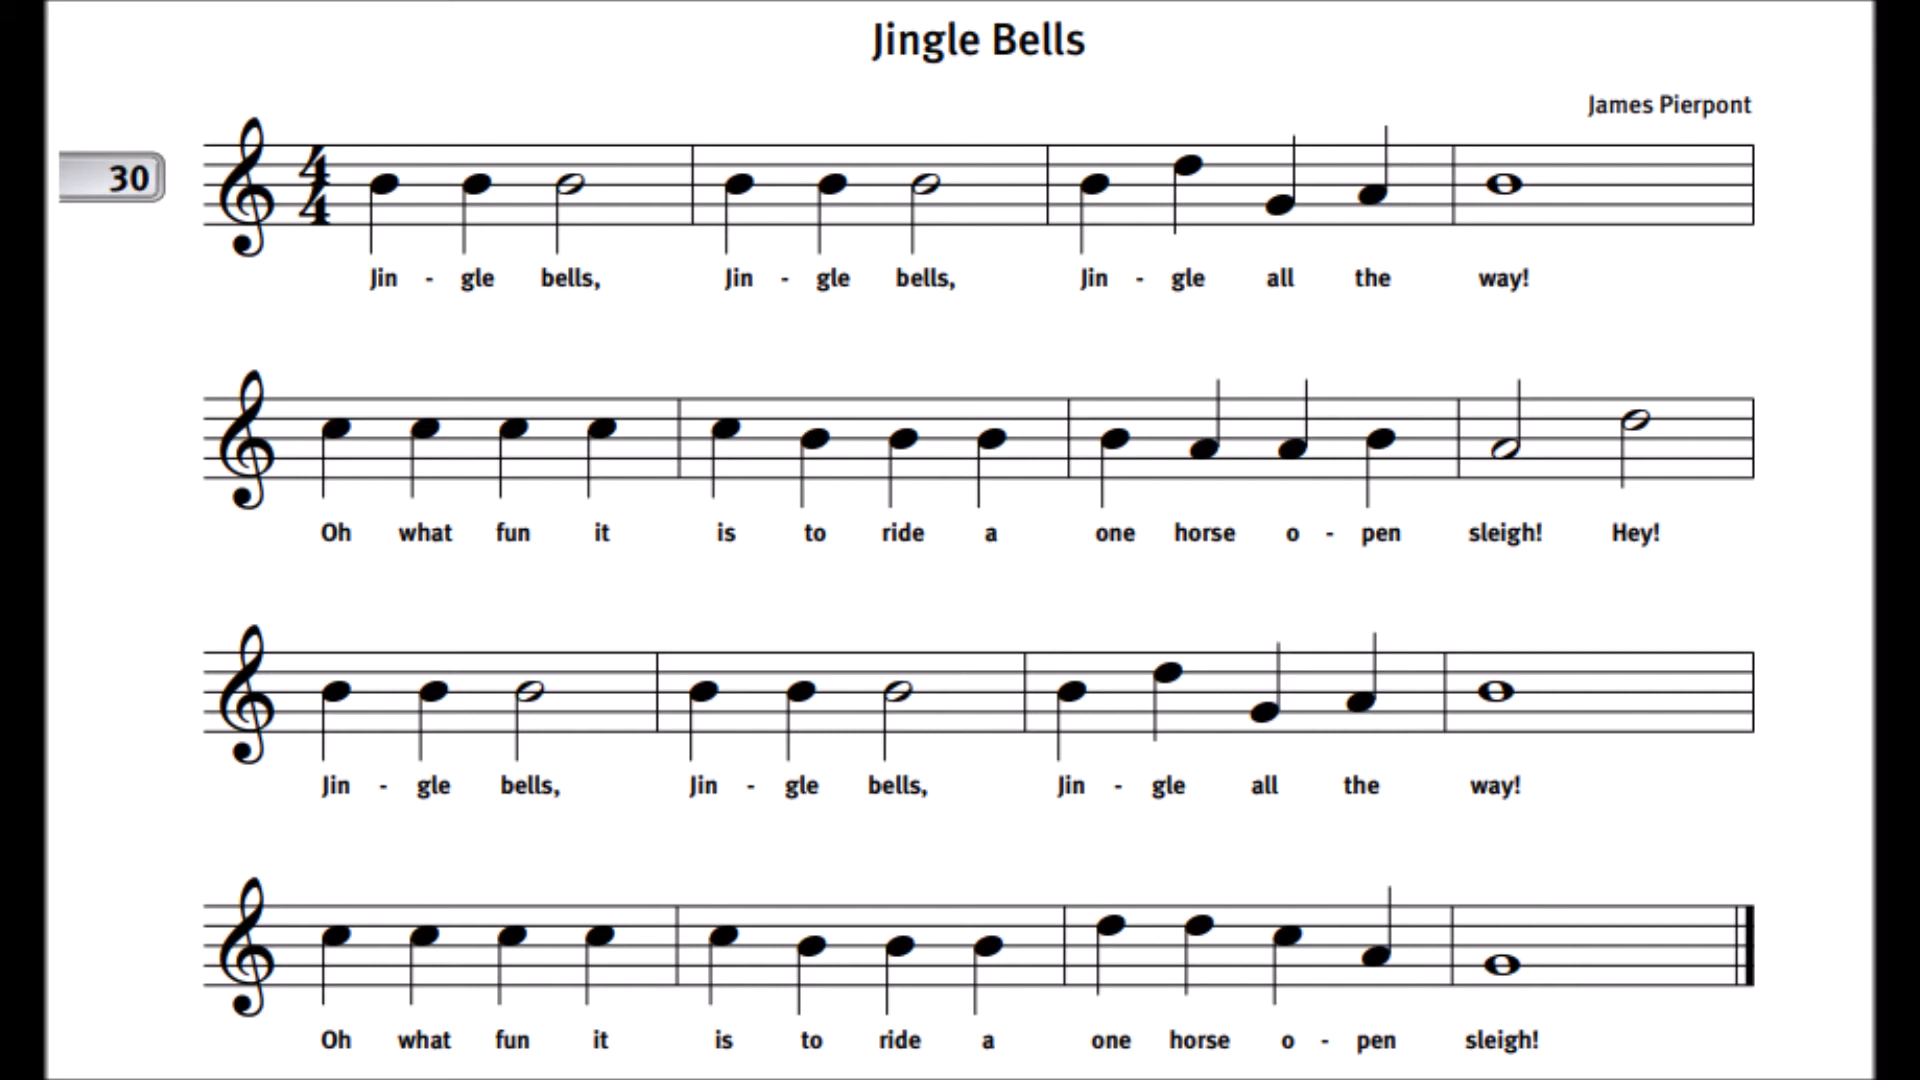 Jingle Bells
James Pierpont
30
4
4
Jin - gle bells, Jin - gle bells, Jin - gle all the way!
Oh what fun it is to ride a one horse o - pen sleigh! Hey!
Jin - gle bells, Jin - gle bells, Jin - gle all the way!
Oh what fun it is to ride a one horse o - pen sleigh!